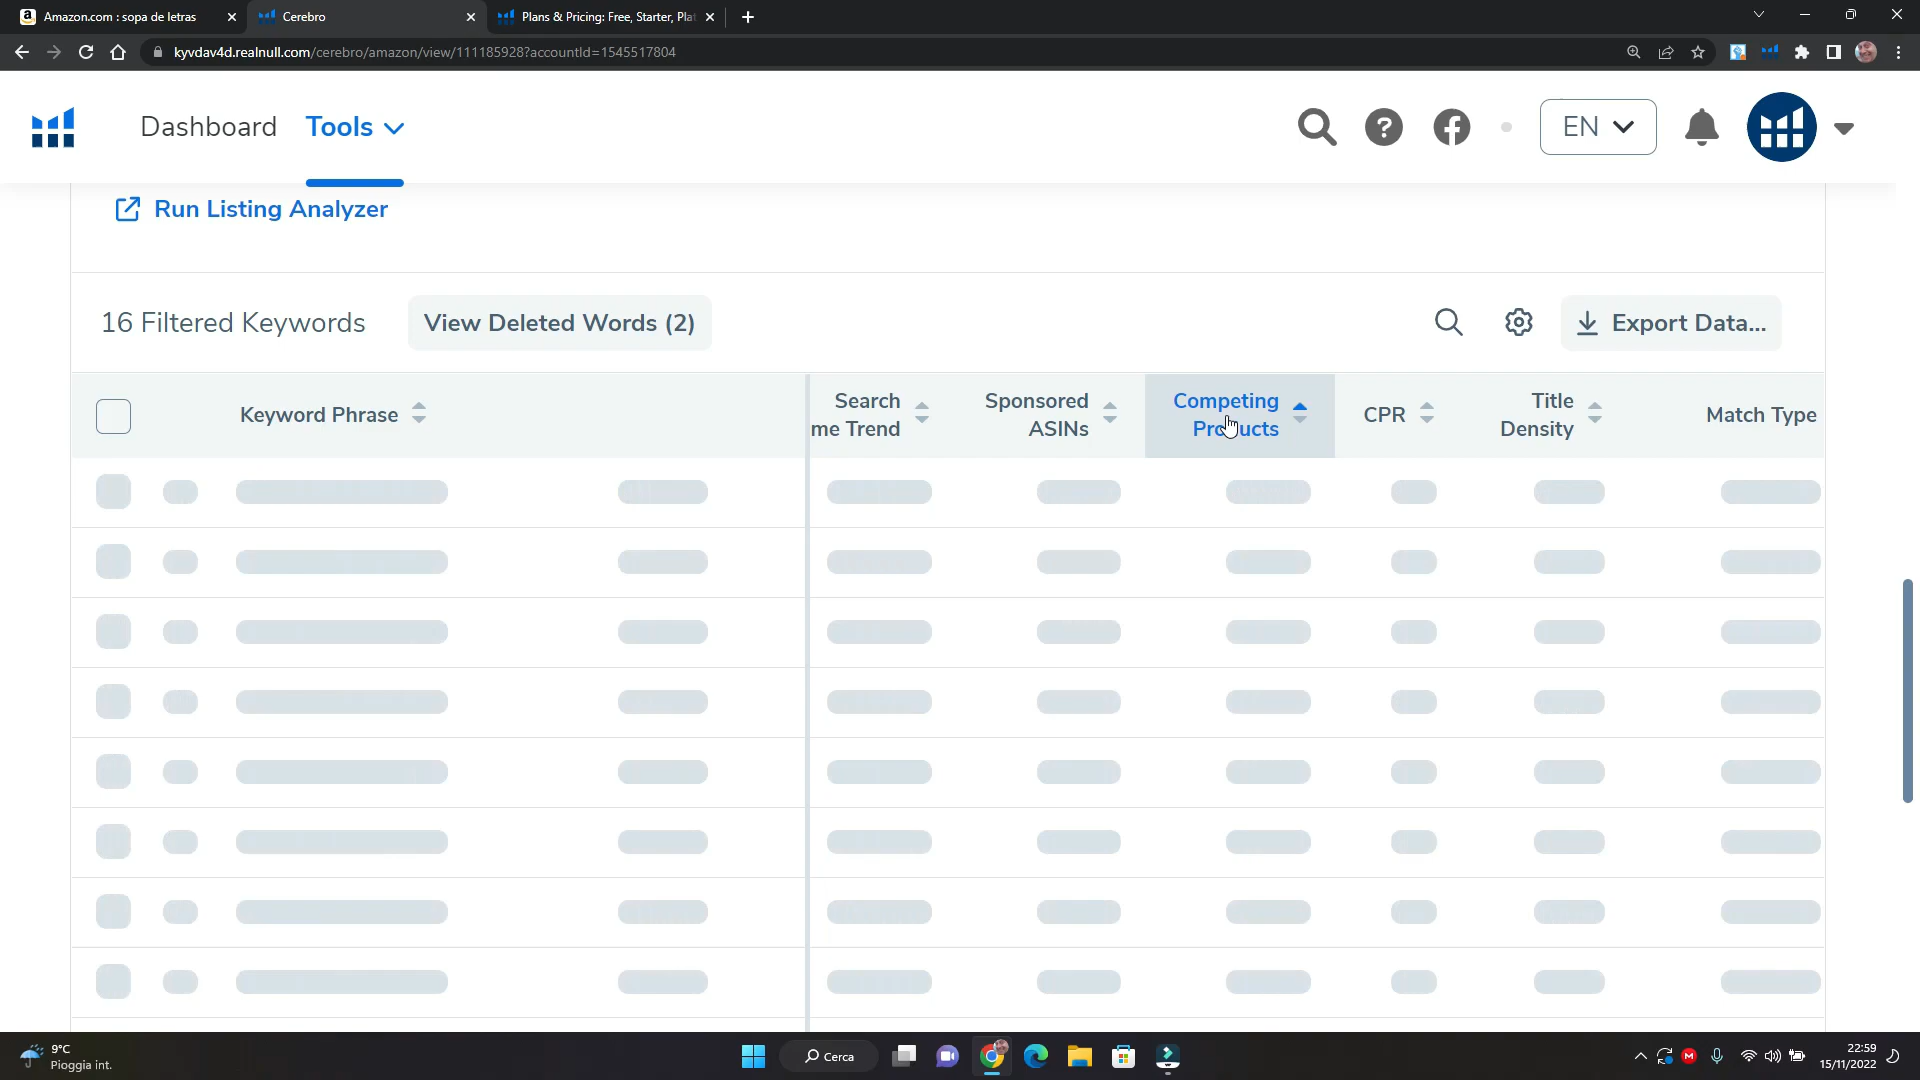 Amazon.com : sopa de letras
Cerebro
Plans & Pricing: Free, Starter, Plat
kyvdav4d.realnull.com/cerebro/amazon/view/111185928?accountId=1545517804
Dashboard
Tools
EN
Run Listing Analyzer
16 Filtered Keywords
View Deleted Words (2)
Export Data...
Keyword Phrase
Search
me Trend
Sponsored
ASINs
Competing
Products
CPR
Title
Density
Match Type
9°C
Pioggia int.
Cerca
22:59
15/11/2022